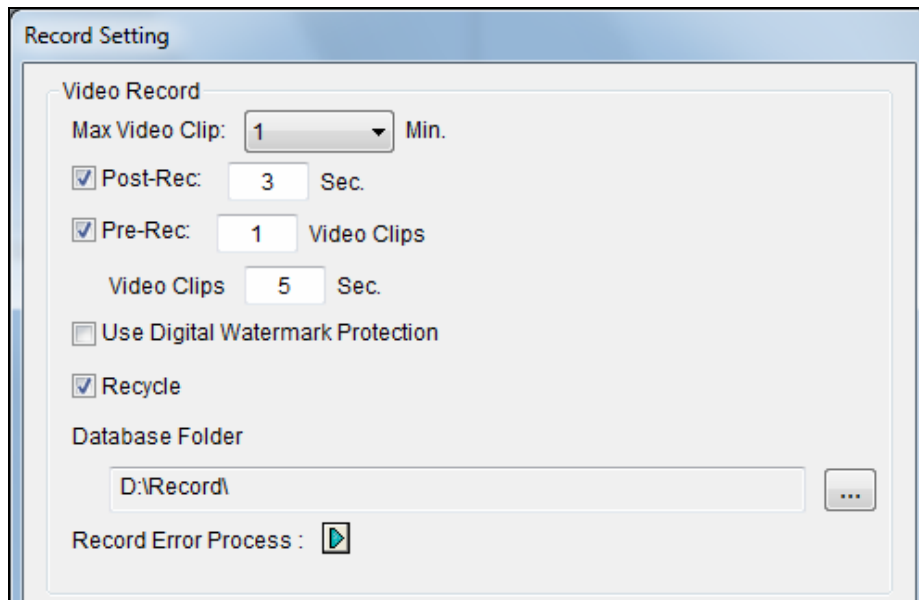 Record Setting
Video Record
Max Video Clip: 1 Min.
Post-Rec: 3 Sec.
Pre-Rec: 1 Video Clips
Video Clips 5 Sec.
Use Digital Watermark Protection
Recycle
Database Folder
D:\Record\ ...
Record Error Process :